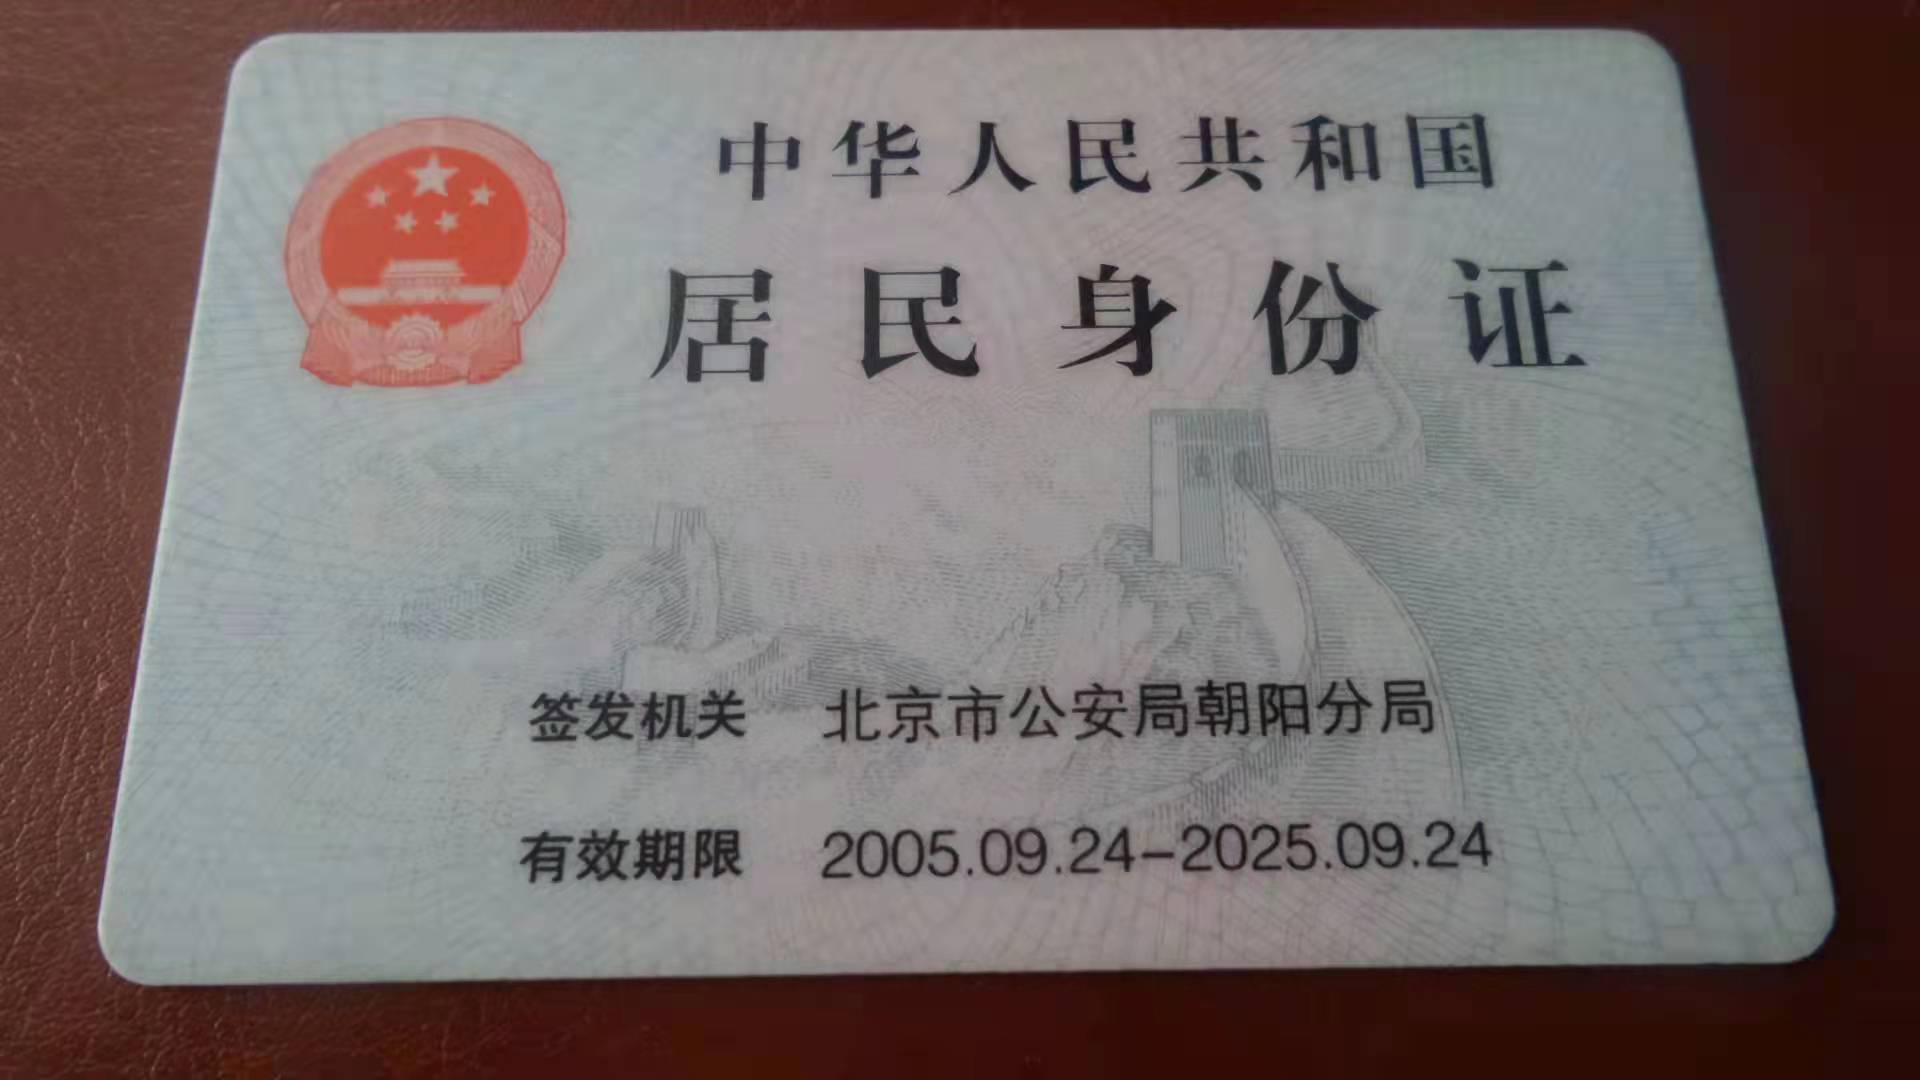 中华人民共和国
居民身份证
签发机关 北京市公安局朝阳分局
有效期限 2005.09.24-2025.09.24